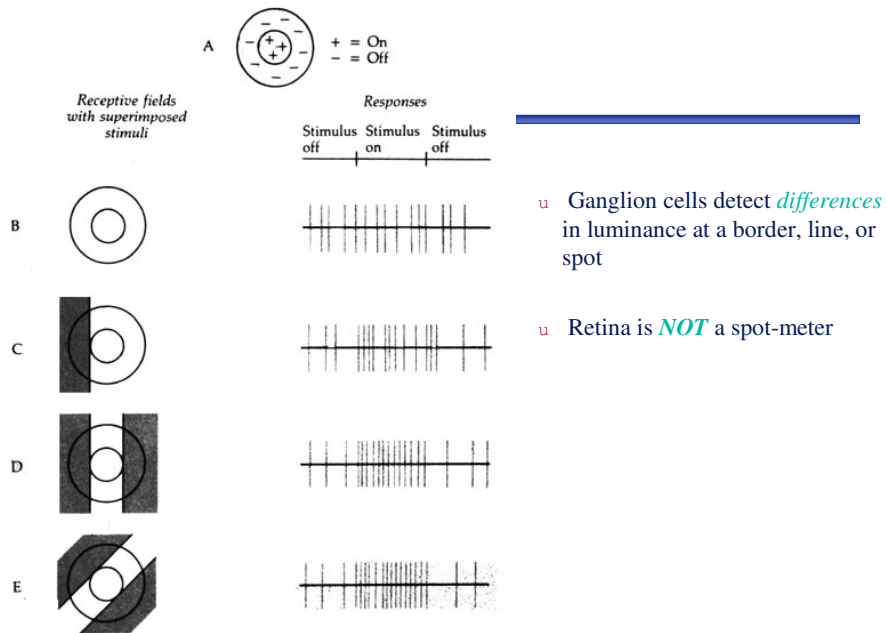 A
+ = On
− = Off
Receptive fields
with superimposed
stimuli
Responses
Stimulus off
Stimulus on
Stimulus off
B
C
D
E
u Ganglion cells detect differences
in luminance at a border, line, or
spot
u Retina is NOT a spot-meter